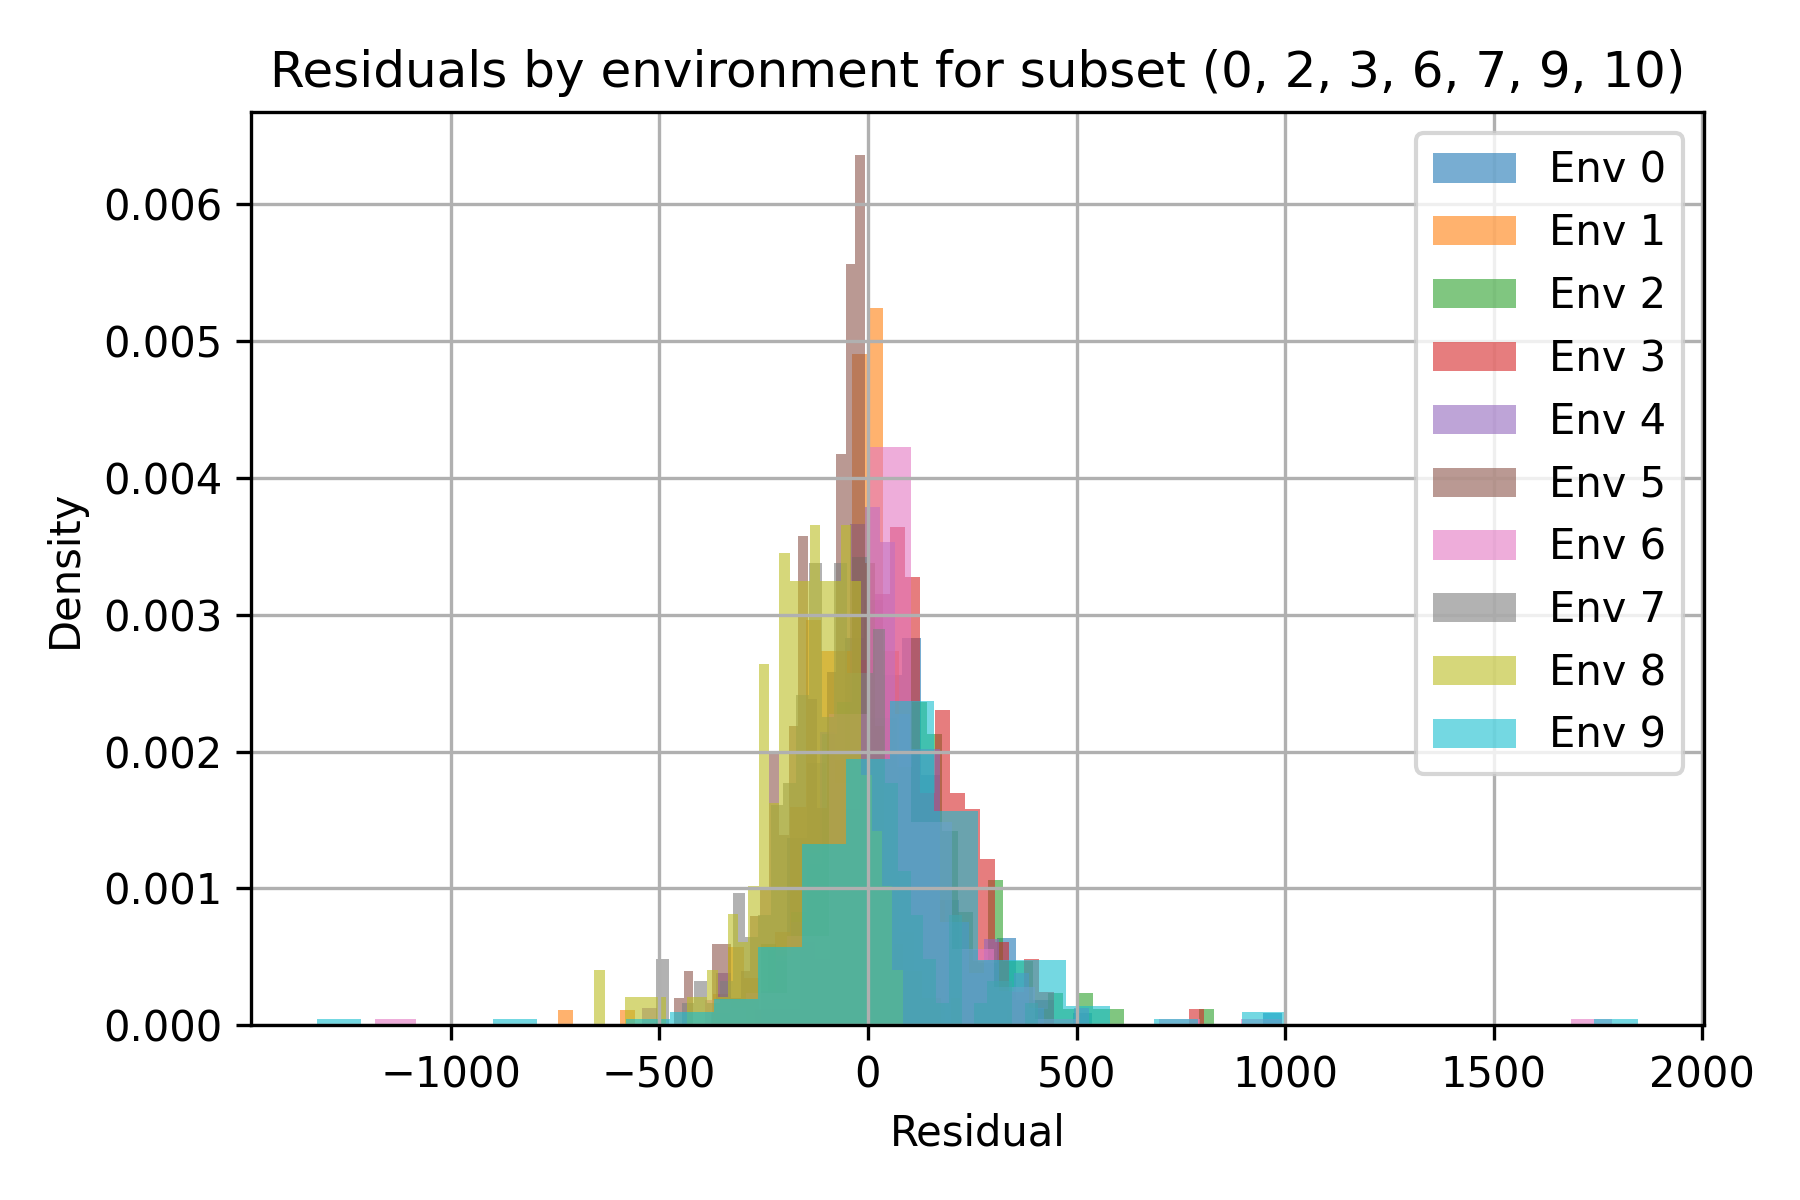 Residuals by environment for subset (0, 2, 3, 6, 7, 9, 10)
Density
0.006
0.005
0.004
0.003
0.002
0.001
0.000
−1000
−500
0
500
1000
1500
2000
Residual
Env 0
Env 1
Env 2
Env 3
Env 4
Env 5
Env 6
Env 7
Env 8
Env 9